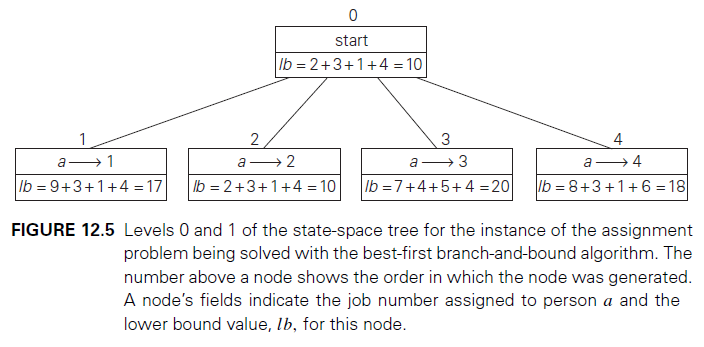 0
start
lb = 2+3+1+4 = 10
1
2
3
4
a → 1
a → 2
a → 3
a → 4
lb = 9+3+1+4 = 17
lb = 2+3+1+4 = 10
lb = 7+4+5+4 = 20
lb = 8+3+1+6 = 18
FIGURE 12.5 Levels 0 and 1 of the state-space tree for the instance of the assignment
problem being solved with the best-first branch-and-bound algorithm. The
number above a node shows the order in which the node was generated.
A node's fields indicate the job number assigned to person a and the
lower bound value, lb, for this node.